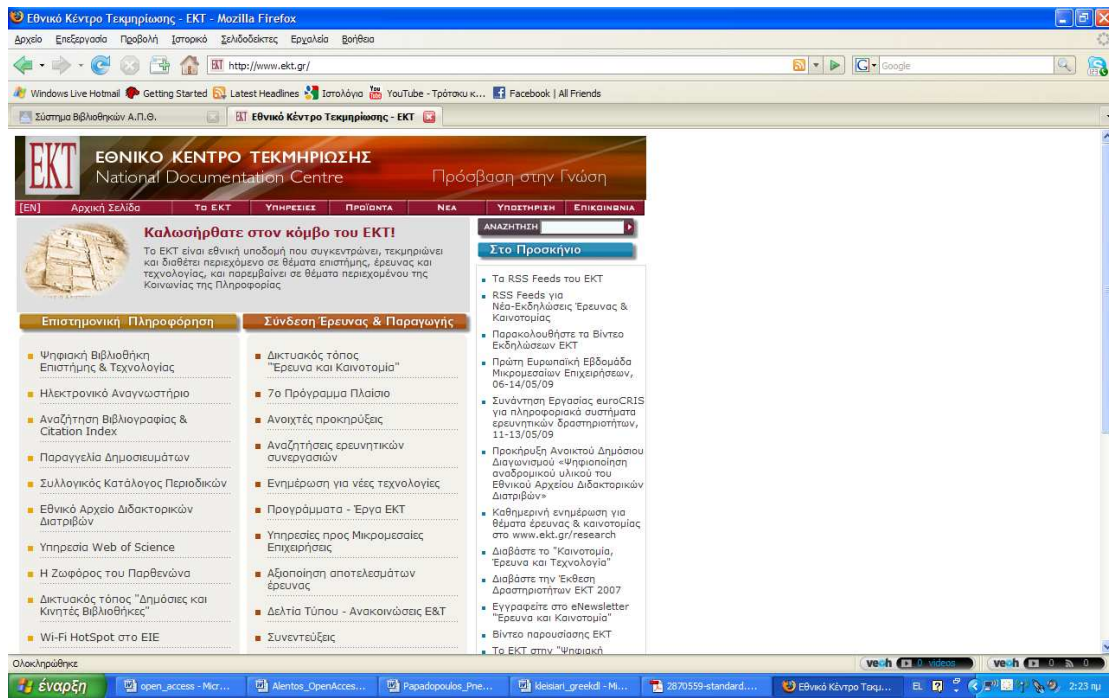 Εθνικό Κέντρο Τεκμηρίωσης - ΕΚΤ - Mozilla Firefox
Αρχείο Επεξεργασία Προβολή Ιστορικό Σελιδοδείκτες Εργαλεία Βοήθεια
http://www.ekt.gr/
Google
Windows Live Hotmail Getting Started Latest Headlines Ιστολόγιο YouTube - Τρότσκυ κ... Facebook | All Friends
Σύστημα Βιβλιοθηκών Α.Π.Θ.
Εθνικό Κέντρο Τεκμηρίωσης - ΕΚΤ
ΕΚΤ
ΕΘΝΙΚΟ ΚΕΝΤΡΟ ΤΕΚΜΗΡΙΩΣΗΣ
National Documentation Centre
Πρόσβαση στην Γνώση
[EN] Αρχική Σελίδα Το ΕΚΤ Υπηρεσίες Προϊόντα Νέα Υποστήριξη Επικοινωνία
Καλωσήρθατε στον κόμβο του ΕΚΤ!
Το ΕΚΤ είναι εθνική υποδομή που συγκεντρώνει, τεκμηριώνει
και διαθέτει περιεχόμενο σε θέματα επιστήμης, έρευνας και
τεχνολογίας, και παρεμβαίνει σε θέματα περιεχομένου της
Κοινωνίας της Πληροφορίας
Επιστημονική Πληροφόρηση
Ψηφιακή Βιβλιοθήκη
Επιστήμης & Τεχνολογίας
Ηλεκτρονικό Αναγνωστήριο
Αναζήτηση Βιβλιογραφίας &
Citation Index
Παραγγελία Δημοσιευμάτων
Συλλογικός Κατάλογος Περιοδικών
Εθνικό Αρχείο Διδακτορικών
Διατριβών
Υπηρεσία Web of Science
Η Ζωφόρος του Παρθενώνα
Δικτυακός τόπος "Δημόσιες και
Κινητές Βιβλιοθήκες"
Wi-Fi HotSpot στο ΕΙΕ
Σύνδεση Έρευνας & Παραγωγής
Δικτυακός τόπος
"Έρευνα και Καινοτομία"
7ο Πρόγραμμα Πλαίσιο
Ανοιχτές προκηρύξεις
Αναζητήσεις ερευνητικών
συνεργασιών
Ενημέρωση για νέες τεχνολογίες
Προγράμματα - Έργα ΕΚΤ
Υπηρεσίες προς Μικρομεσαίες
Επιχειρήσεις
Αξιοποίηση αποτελεσμάτων
έρευνας
Δελτία Τύπου - Ανακοινώσεις Ε&Τ
Συνεντεύξεις
ΑΝΑΖΗΤΗΣΗ
Στο Προσκήνιο
Τα RSS Feeds του ΕΚΤ
RSS Feeds για
Νέα-Εκδηλώσεις Έρευνας &
Καινοτομίας
Παρακολουθήστε τα Βίντεο
Εκδηλώσεων ΕΚΤ
Πρώτη Ευρωπαϊκή Εβδομάδα
Μικρομεσαίων Επιχειρήσεων,
06-14/05/09
Συνάντηση Εργασίας euroCRIS
για πληροφοριακά συστήματα
ερευνητικών δραστηριοτήτων,
11-13/05/09
Προκήρυξη Ανοικτού Δημόσιου
Διαγωνισμού «Ψηφιοποίηση
αναδρομικού υλικού του
Εθνικού Αρχείου Διδακτορικών
Διατριβών»
Καθημερινή ενημέρωση για
θέματα έρευνας & καινοτομίας
στο www.ekt.gr/research
Διαβάστε το "Καινοτομία,
Έρευνα και Τεχνολογία"
Διαβάστε την Έκθεση
Δραστηριοτήτων ΕΚΤ 2007
Εγγραφείτε στο eNewsletter
"Έρευνα και Καινοτομία"
Βίντεο παρουσίασης ΕΚΤ
Το ΕΚΤ στην "Ψηφιακή
Ολοκληρώθηκε
veoh 0 videos veoh 0 0
έναρξη open_access - Micr... Alentos_OpenAcces... Papadopoulos_Pne... kleisiari_greekdl - Mi... 2870559-standard.... Εθνικό Κέντρο Τεκμ... EL 2:23 πμ